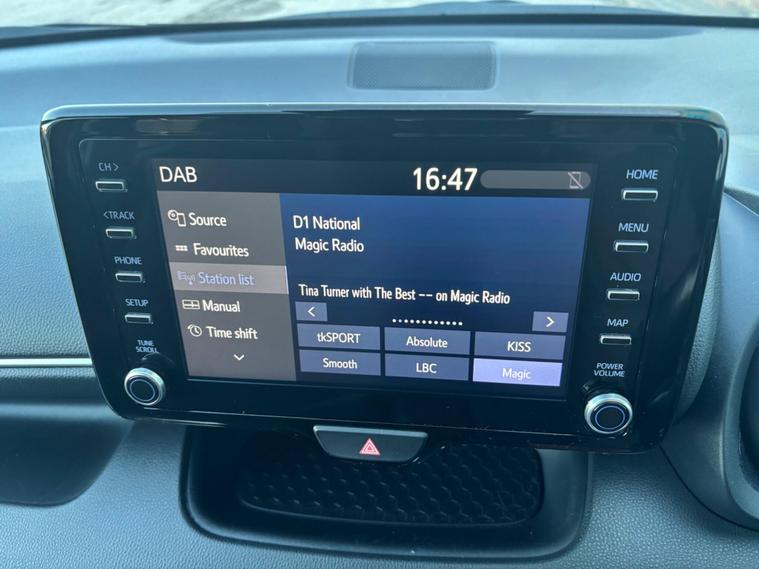 DAB
16:47
CH >
<TRACK
PHONE
SETUP
TUNE
SCROLL
Source
Favourites
Station list
Manual
Time shift
D1 National
Magic Radio
Tina Turner with The Best –– on Magic Radio
<
>
tkSPORT
Absolute
KISS
Smooth
LBC
Magic
HOME
MENU
AUDIO
MAP
POWER
VOLUME